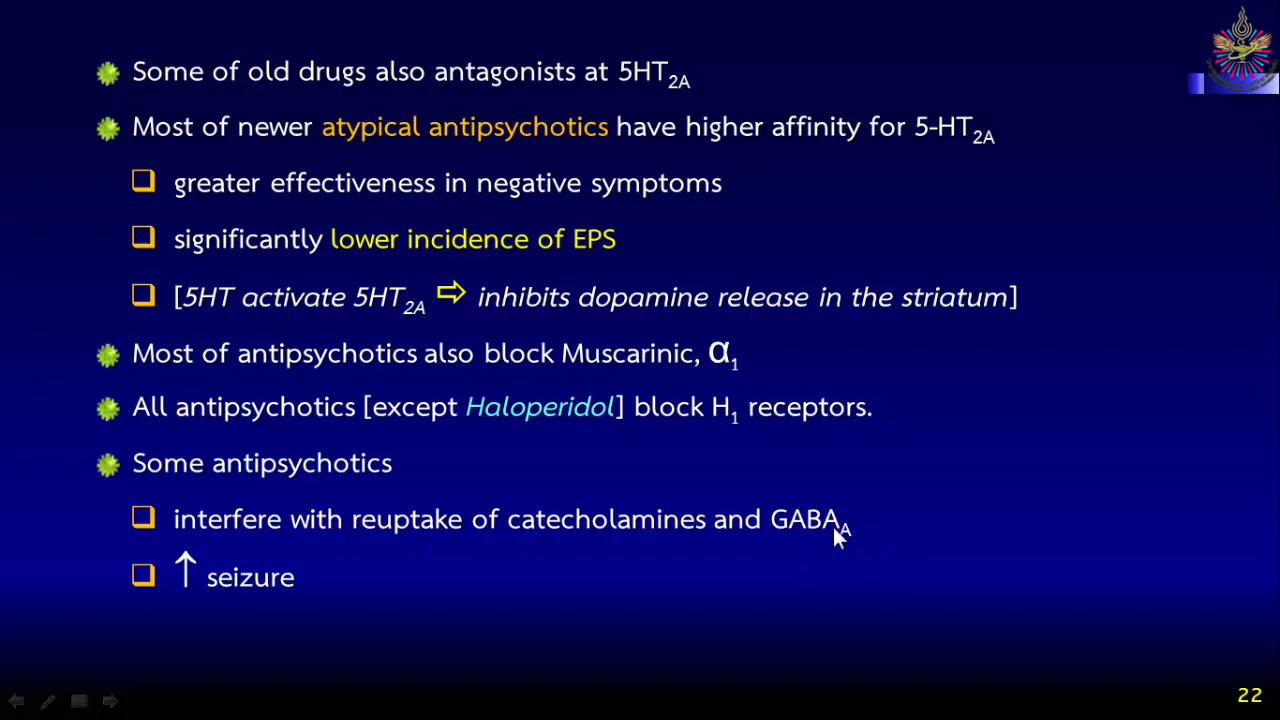 Some of old drugs also antagonists at 5HT2A
Most of newer atypical antipsychotics have higher affinity for 5-HT2A
greater effectiveness in negative symptoms
significantly lower incidence of EPS
[5HT activate 5HT2A ⇨ inhibits dopamine release in the striatum]
Most of antipsychotics also block Muscarinic, α1
All antipsychotics [except Haloperidol] block H1 receptors.
Some antipsychotics
interfere with reuptake of catecholamines and GABAA
↑ seizure
22